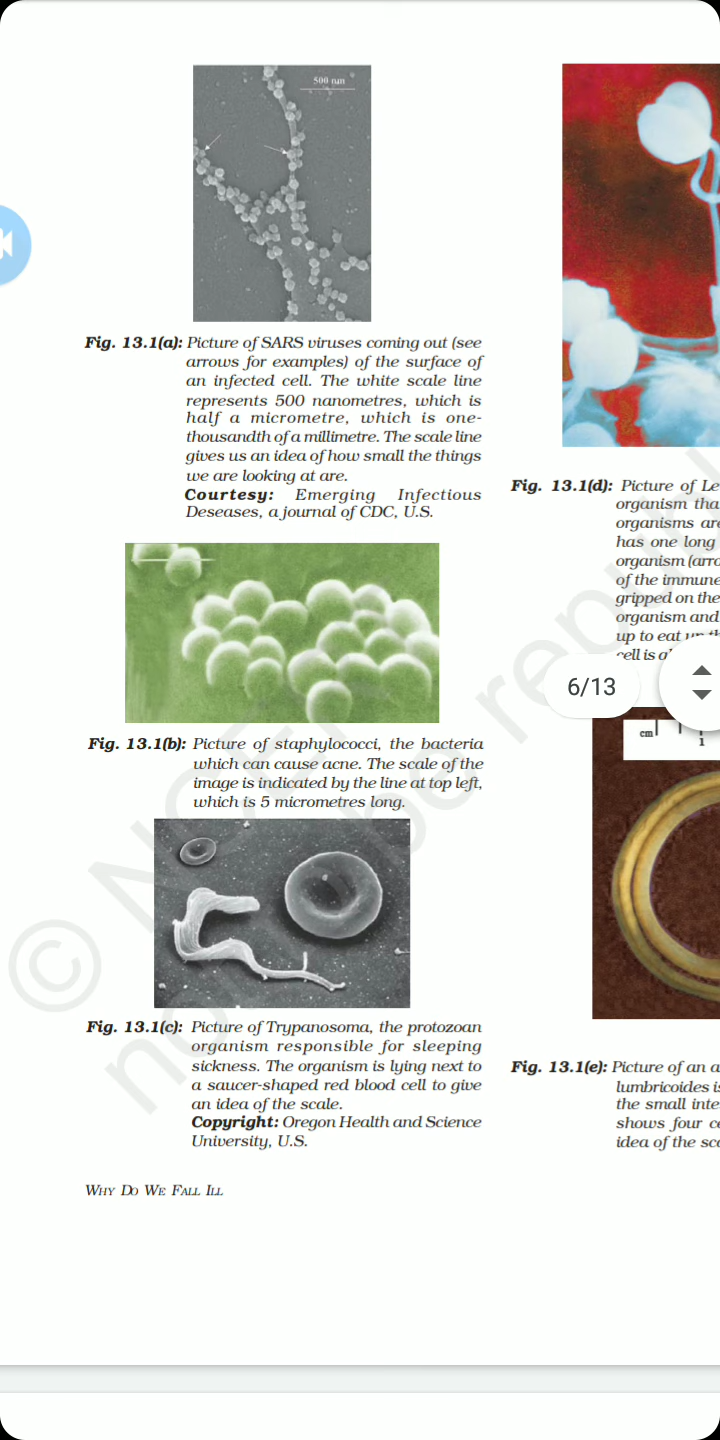 500 nm
Fig. 13.1(a): Picture of SARS viruses coming out (see
arrows for examples) of the surface of
an infected cell. The white scale line
represents 500 nanometres, which is
half a micrometre, which is one-
thousandth of a millimetre. The scale line
gives us an idea of how small the things
we are looking at are.
Courtesy: Emerging Infectious
Deseases, a journal of CDC, U.S.
Fig. 13.1(b): Picture of staphylococci, the bacteria
which can cause acne. The scale of the
image is indicated by the line at top left,
which is 5 micrometres long.
Fig. 13.1(c): Picture of Trypanosoma, the protozoan
organism responsible for sleeping
sickness. The organism is lying next to
a saucer-shaped red blood cell to give
an idea of the scale.
Copyright: Oregon Health and Science
University, U.S.
WHY DO WE FALL ILL
Fig. 13.1(d): Picture of Le
organism tha
organisms are
has one long
organism (arro
of the immune
gripped on the
organism and
up to eat up th
cell is a
6/13
cm
1
Fig. 13.1(e): Picture of an a
lumbricoides is
the small inte
shows four ce
idea of the sca
© NCERT
not be republ